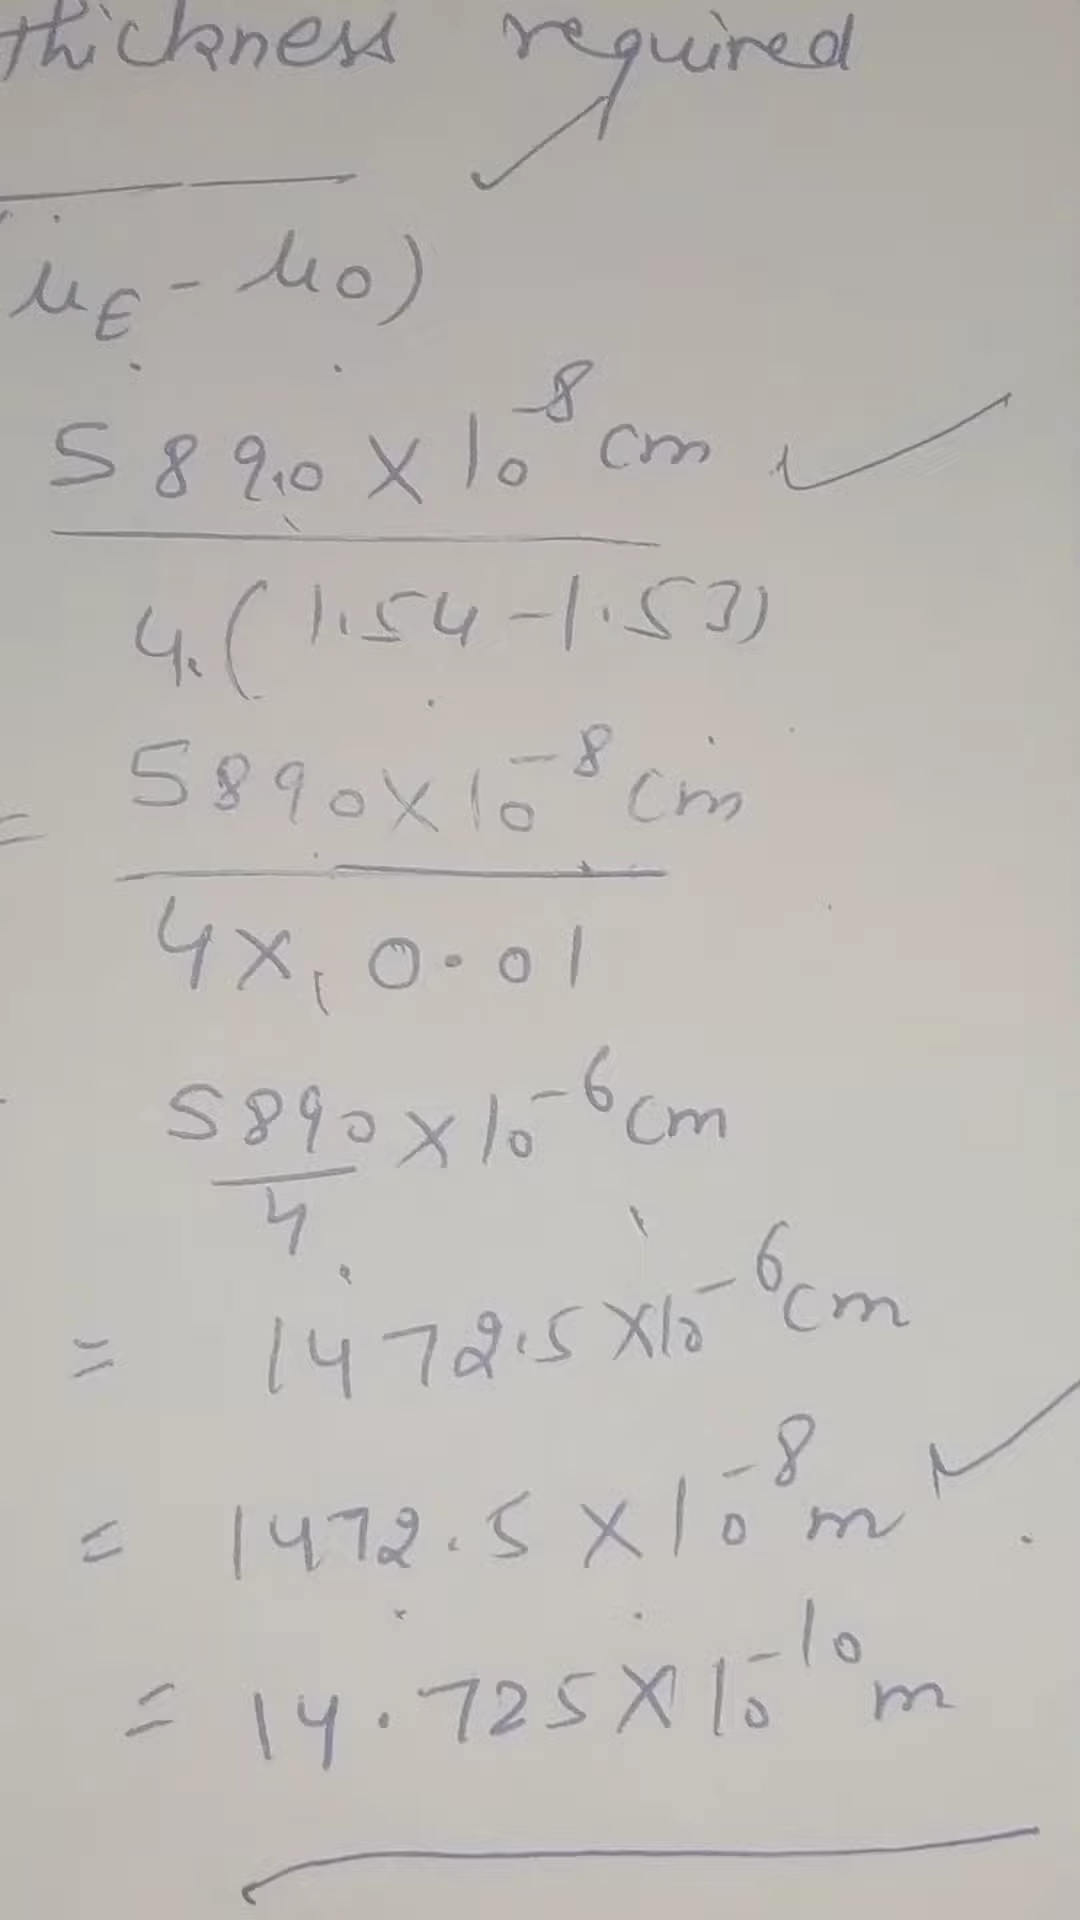 thickness required
μE - μ0)
5890 × 10⁻⁸ cm
4.(1.54 - 1.53)
= 5890 × 10⁻⁸ cm
4 × 0.01
5890 × 10⁻⁶ cm
4
= 1472.5 × 10⁻⁶ cm
= 1472.5 × 10⁻⁸ m
= 14.725 × 10⁻¹⁰ m